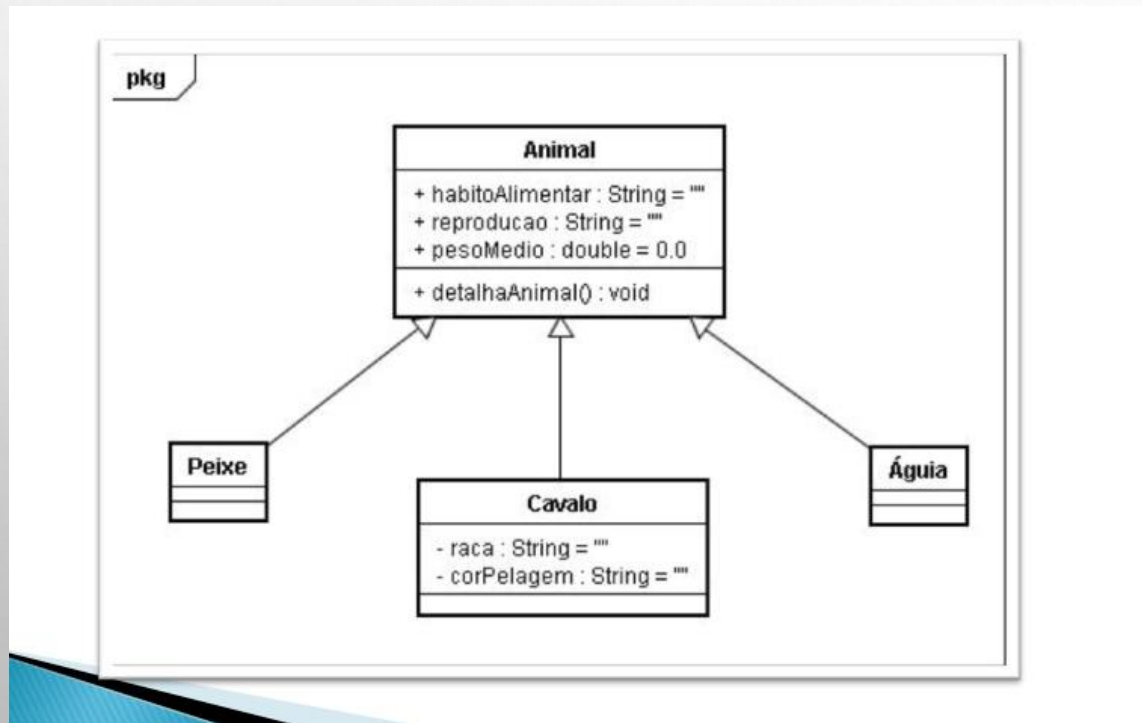 pkg
Animal
+ habitoAlimentar : String = ""
+ reproducao : String = ""
+ pesoMedio : double = 0.0
+ detalhaAnimal() : void
Peixe
Cavalo
- raca : String = ""
- corPelagem : String = ""
Águia